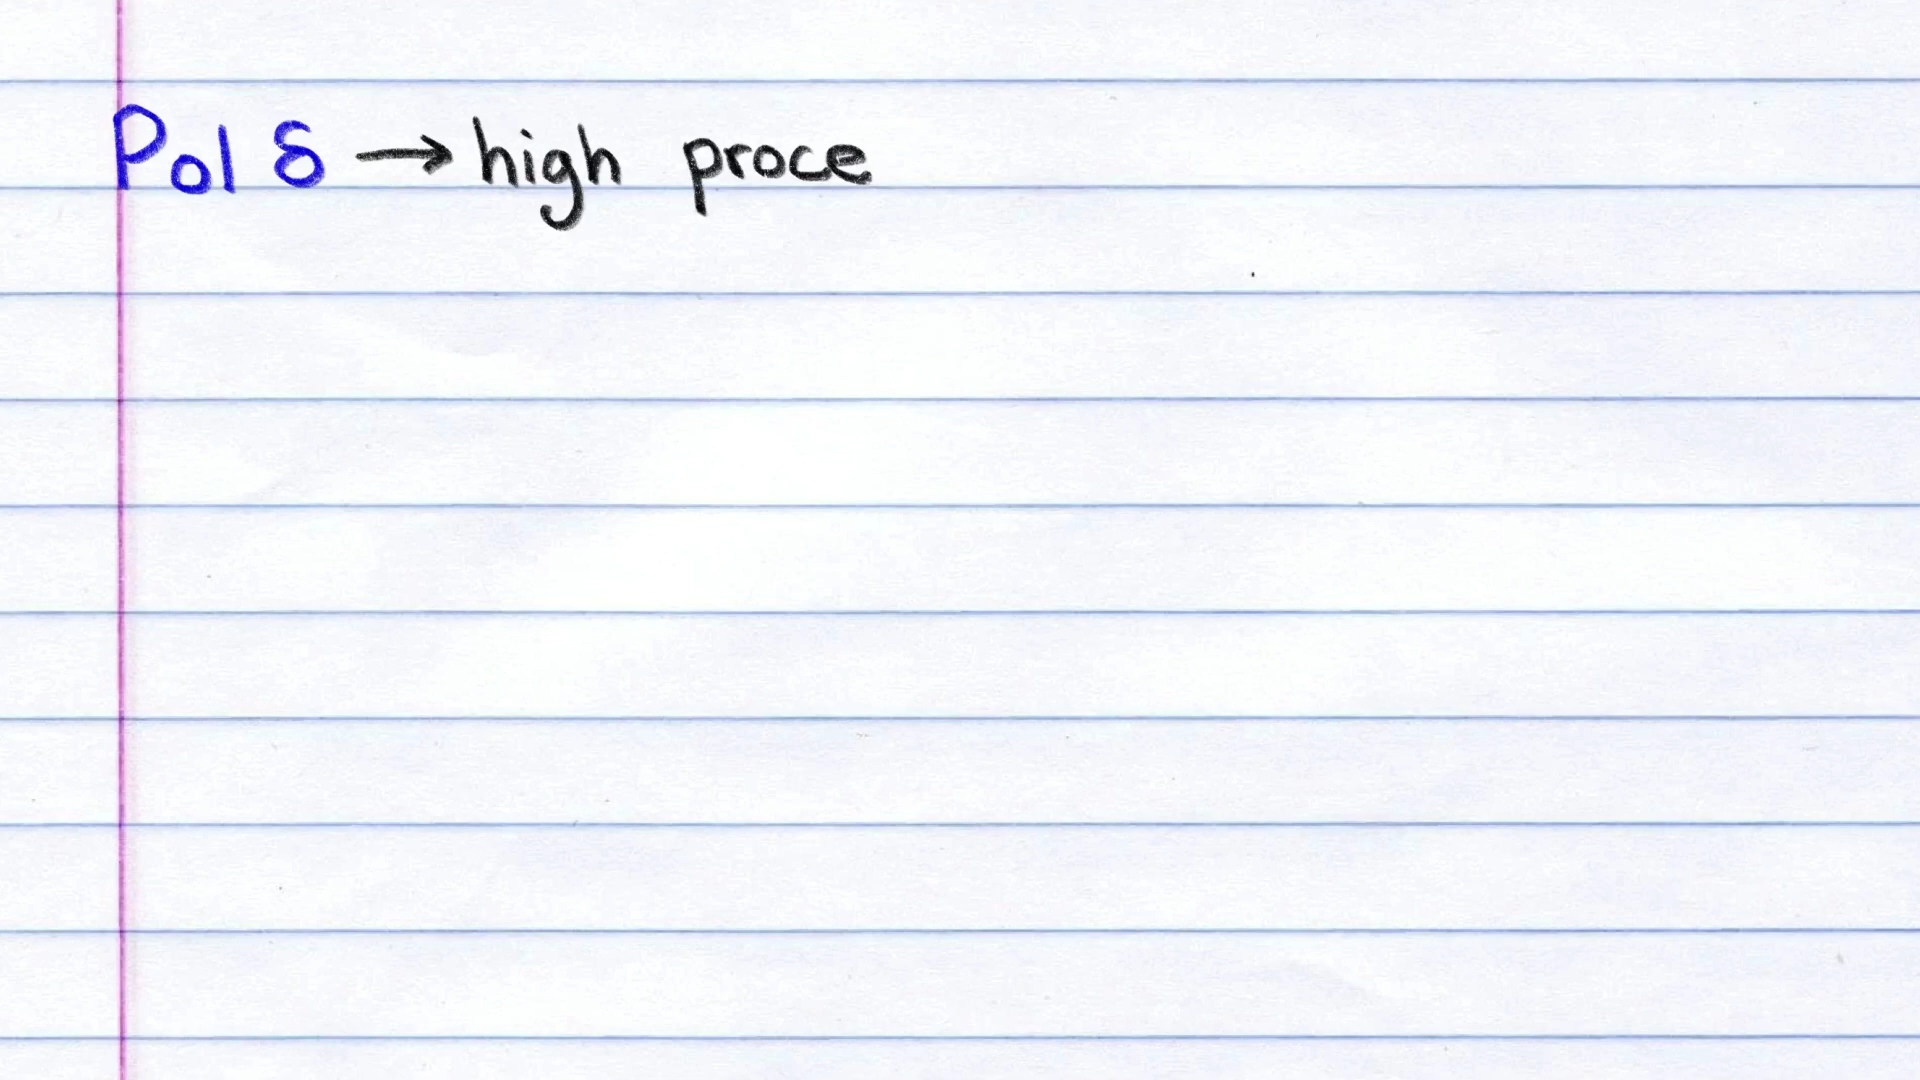 Pol δ → high proce